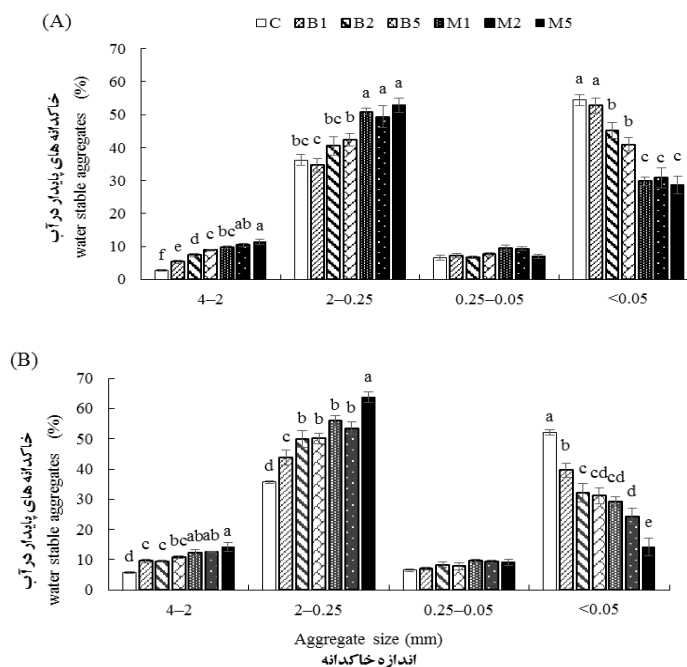 (A)
C B1 B2 B5 M1 M2 M5
خاکدانه های پایدار در آب
water stable aggregates (%)
70
60
50
40
30
20
10
0
f e d c bc ab a
bc c bc b a a a
a a b b c c c
4–2 2–0.25 0.25–0.05 <0.05
(B)
خاکدانه های پایدار در آب
water stable aggregates (%)
70
60
50
40
30
20
10
0
d c c bc ab ab a
d c b b b b a
a b c cd cd d e
4–2 2–0.25 0.25–0.05 <0.05
Aggregate size (mm)
اندازه خاکدانه